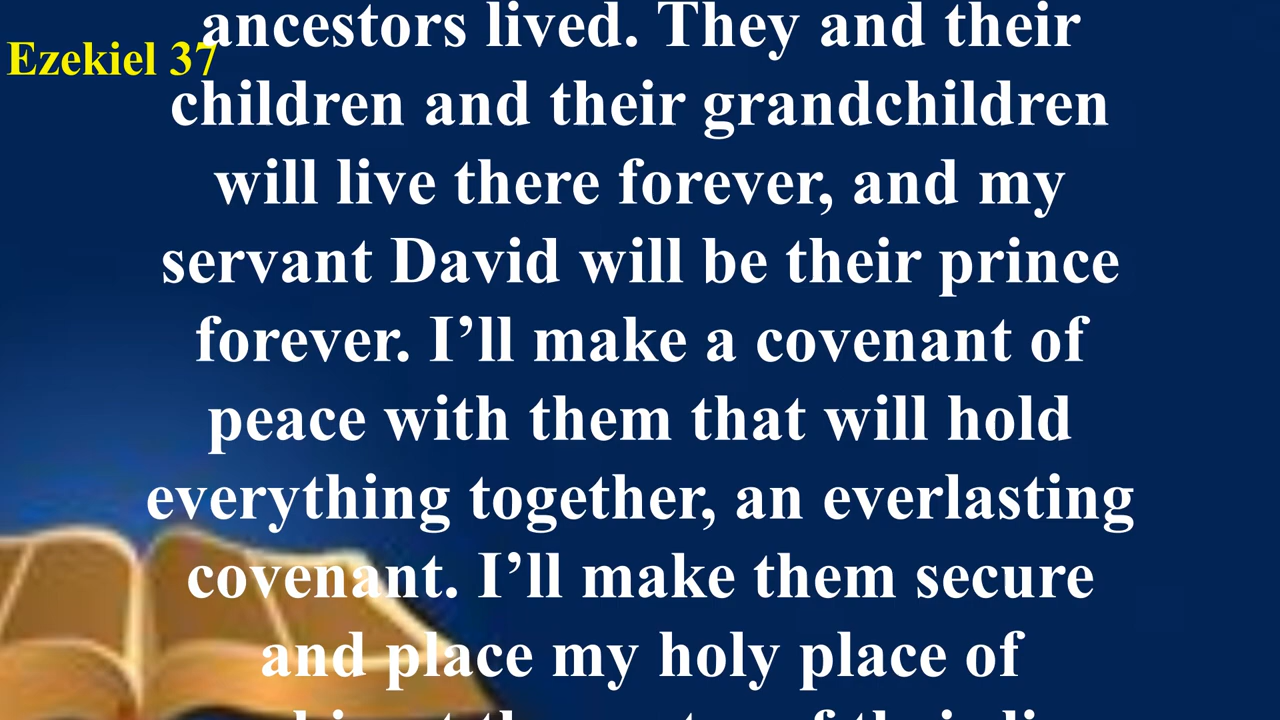 ancestors lived. They and their
Ezekiel 37
children and their grandchildren
will live there forever, and my
servant David will be their prince
forever. I’ll make a covenant of
peace with them that will hold
everything together, an everlasting
covenant. I’ll make them secure
and place my holy place of